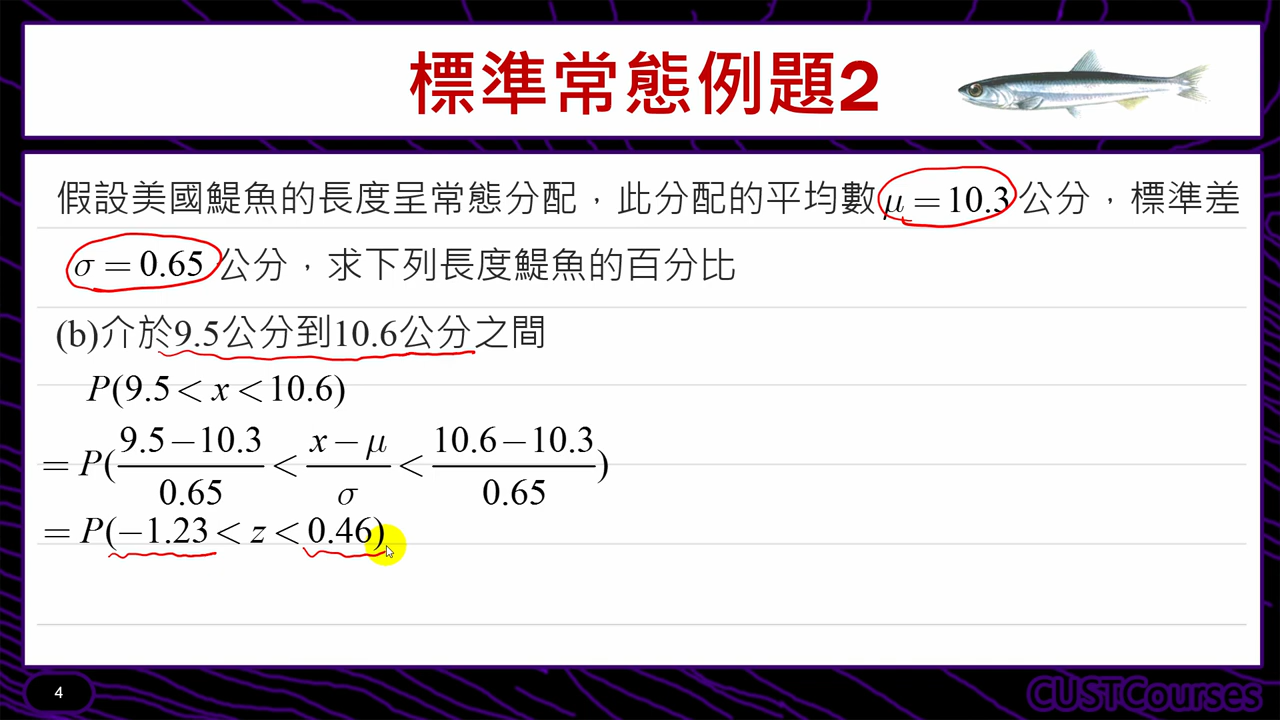 標準常態例題2
假設美國鯷魚的長度呈常態分配，此分配的平均數 μ = 10.3 公分，標準差
σ = 0.65 公分，求下列長度鯷魚的百分比
(b)介於9.5公分到10.6公分之間
P(9.5 < x < 10.6)
= P((9.5 − 10.3)/0.65 < (x − μ)/σ < (10.6 − 10.3)/0.65)
= P(−1.23 < z < 0.46)
4
CUSTCourses